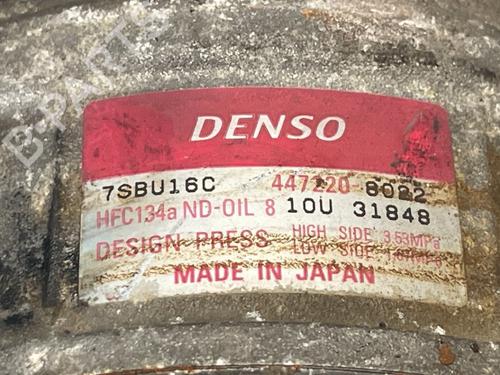 B-PARTS
DENSO
7SBU16C 447220-8022
HFC134a ND-OIL 8 10U 31848
DESIGN PRESS HIGH SIDE 3.53MPa
LOW SIDE
MADE IN JAPAN